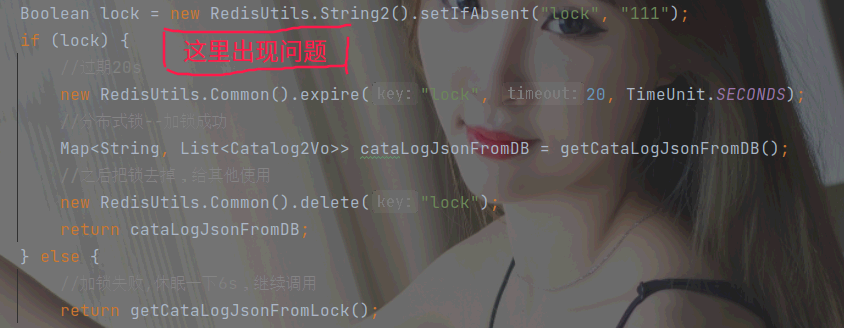 Boolean lock = new RedisUtils.String2().setIfAbsent("lock", "111");
if (lock) {
这里出现问题
//过期20s
new RedisUtils.Common().expire( key: "lock", timeout: 20, TimeUnit.SECONDS);
//分布式锁--加锁成功
Map<String, List<Catalog2Vo>> cataLogJsonFromDB = getCataLogJsonFromDB();
//之后把锁去掉，给其他使用
new RedisUtils.Common().delete( key: "lock");
return cataLogJsonFromDB;
} else {
//加锁失败，休眠一下6s，继续调用
return getCataLogJsonFromLock();